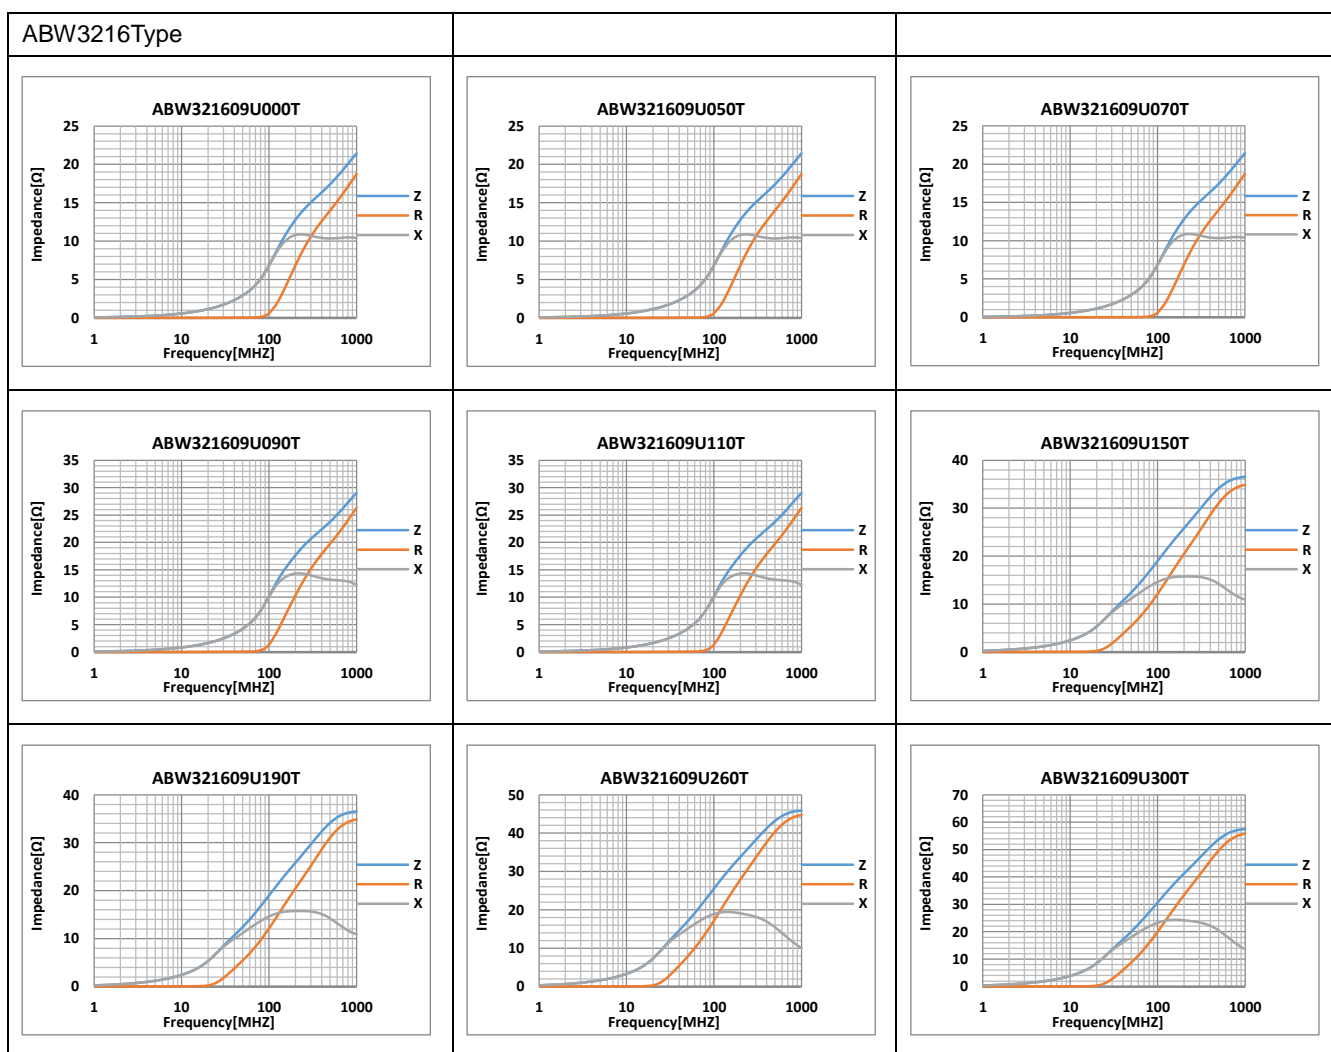 ABW3216Type
ABW321609U000T
25
20
15
10
5
0
Impedance[Ω]
1 10 100 1000
Frequency[MHZ]
Z
R
X
ABW321609U050T
25
20
15
10
5
0
Impedance[Ω]
1 10 100 1000
Frequency[MHZ]
Z
R
X
ABW321609U070T
25
20
15
10
5
0
Impedance[Ω]
1 10 100 1000
Frequency[MHZ]
Z
R
X
ABW321609U090T
35
30
25
20
15
10
5
0
Impedance[Ω]
1 10 100 1000
Frequency[MHZ]
Z
R
X
ABW321609U110T
35
30
25
20
15
10
5
0
Impedance[Ω]
1 10 100 1000
Frequency[MHZ]
Z
R
X
ABW321609U150T
40
30
20
10
0
Impedance[Ω]
1 10 100 1000
Frequency[MHZ]
Z
R
X
ABW321609U190T
40
30
20
10
0
Impedance[Ω]
1 10 100 1000
Frequency[MHZ]
Z
R
X
ABW321609U260T
50
40
30
20
10
0
Impedance[Ω]
1 10 100 1000
Frequency[MHZ]
Z
R
X
ABW321609U300T
70
60
50
40
30
20
10
0
Impedance[Ω]
1 10 100 1000
Frequency[MHZ]
Z
R
X